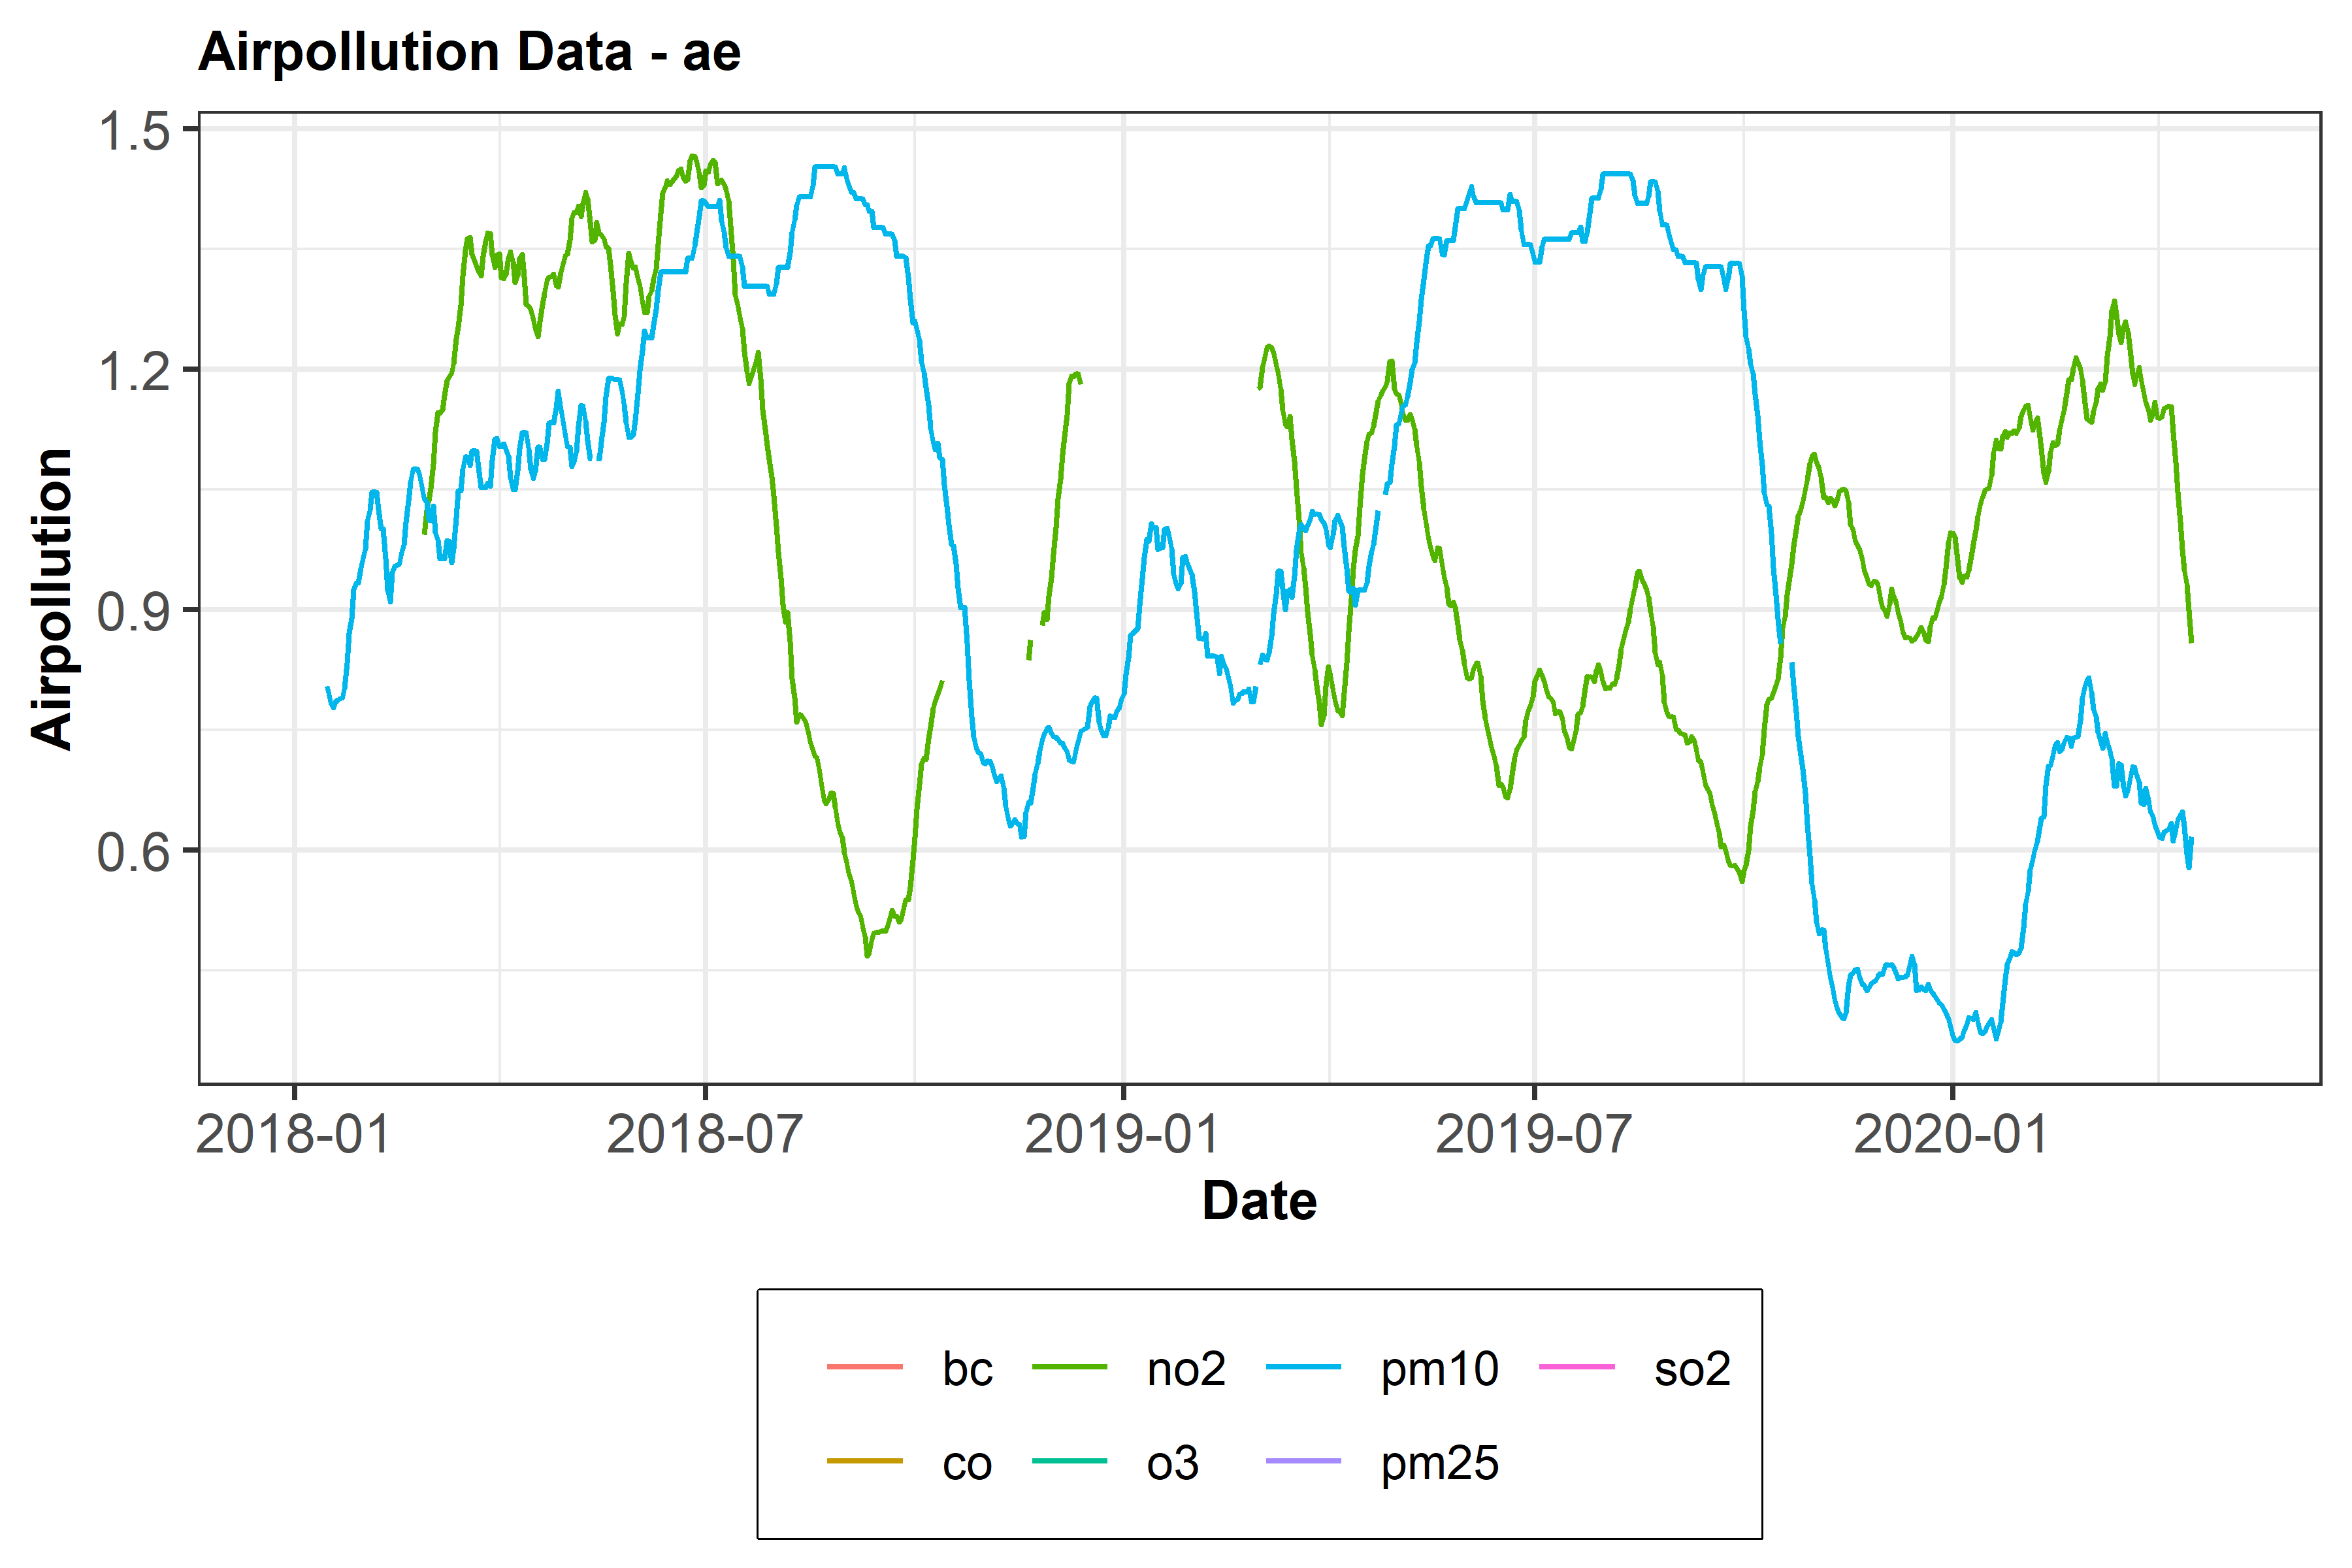 Airpollution Data - ae
1.5
1.2
0.9
0.6
Airpollution
2018-01 2018-07 2019-01 2019-07 2020-01
Date
bc no2 pm10 so2
co o3 pm25